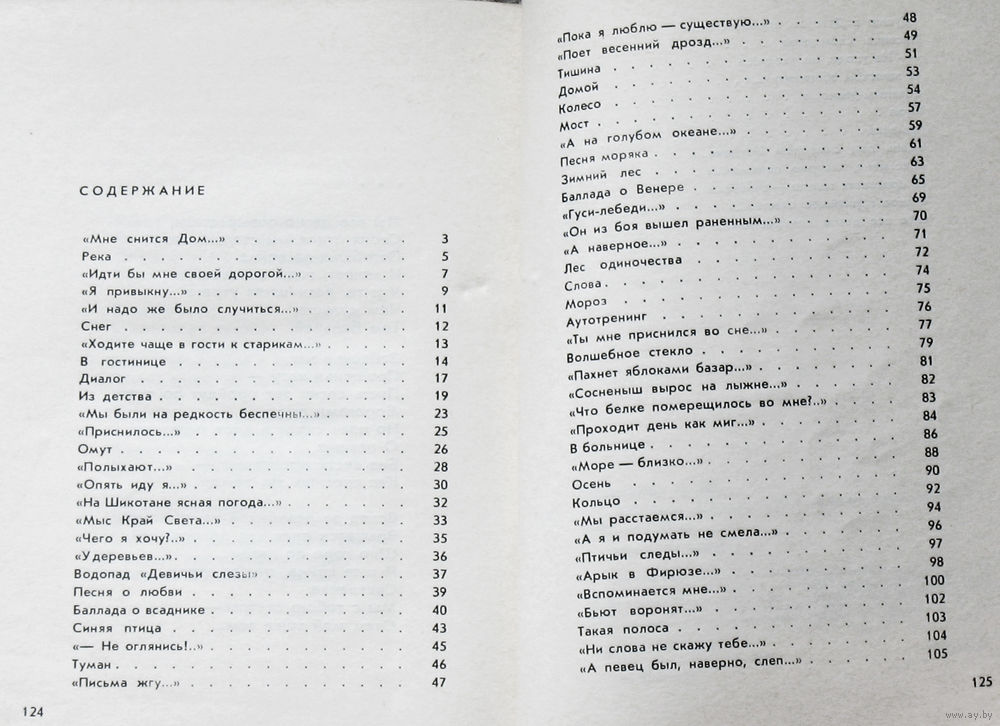 СОДЕРЖАНИЕ
«Мне снится Дом...» . . . . . . . . . . 3
Река . . . . . . . . . . 5
«Идти бы мне своей дорогой...» . . . . . . 7
«Я привыкну...» . . . . . . . . . . 9
«И надо же было случиться...» . . . . . . 11
Снег . . . . . . . . . . 12
«Ходите чаще в гости к старикам...» . . . . . 13
В гостинице . . . . . . . . . . 14
Диалог . . . . . . . . . . 17
Из детства . . . . . . . . . . 19
«Мы были на редкость беспечны...» . . . . . 23
«Приснилось...» . . . . . . . . . . 25
Омут . . . . . . . . . . 26
«Полыхают...» . . . . . . . . . . 28
«Опять иду я...» . . . . . . . . . . 30
«На Шикотане ясная погода...» . . . . . . 32
«Мыс Край Света...» . . . . . . . . 33
«Чего я хочу?..» . . . . . . . . . . 35
«У деревьев...» . . . . . . . . . . 36
Водопад «Девичьи слезы» . . . . . . . 37
Песня о любви . . . . . . . . . . 39
Баллада о всаднике . . . . . . . . . 40
Синяя птица . . . . . . . . . . 43
«— Не оглянись!..» . . . . . . . . . 45
Туман . . . . . . . . . . 46
«Письма жгу...» . . . . . . . . . . 47
124
«Пока я люблю — существую...» . . . . . . 48
«Поет весенний дрозд...» . . . . . . . 49
Тишина . . . . . . . . . . 51
Домой . . . . . . . . . . 53
Колесо . . . . . . . . . . 54
Мост . . . . . . . . . . 57
«А на голубом океане...» . . . . . . . 59
Песня моряка . . . . . . . . . . 61
Зимний лес . . . . . . . . . . 63
Баллада о Венере . . . . . . . . . 65
«Гуси-лебеди...» . . . . . . . . . . 69
«Он из боя вышел раненным...» . . . . . . 70
«А наверное...» . . . . . . . . . . 71
Лес одиночества . . . . . . . . . 72
Слова . . . . . . . . . . 74
Мороз . . . . . . . . . . 75
Аутотренинг . . . . . . . . . . 76
«Ты мне приснился во сне...» . . . . . . 77
Волшебное стекло . . . . . . . . . 79
«Пахнет яблоками базар...» . . . . . . . 81
«Сосненыш вырос на лыжне...» . . . . . . 82
«Что белке померещилось во мне?..» . . . . 83
«Проходит день как миг...» . . . . . . . 84
В больнице . . . . . . . . . . 86
«Море — близко...» . . . . . . . . . 88
Осень . . . . . . . . . . 90
Кольцо . . . . . . . . . . 92
«Мы расстаемся...» . . . . . . . . . 94
«А я и подумать не смела...» . . . . . . 96
«Птичьи следы...» . . . . . . . . . 97
«Арык в Фирюзе...» . . . . . . . . 98
«Вспоминается мне...» . . . . . . . . 100
«Бьют воронят...» . . . . . . . . . 102
Такая полоса . . . . . . . . . . 103
«Ни слова не скажу тебе...» . . . . . . . 104
«А певец был, наверно, слеп...» . . . . . . 105
125
www.ay.by